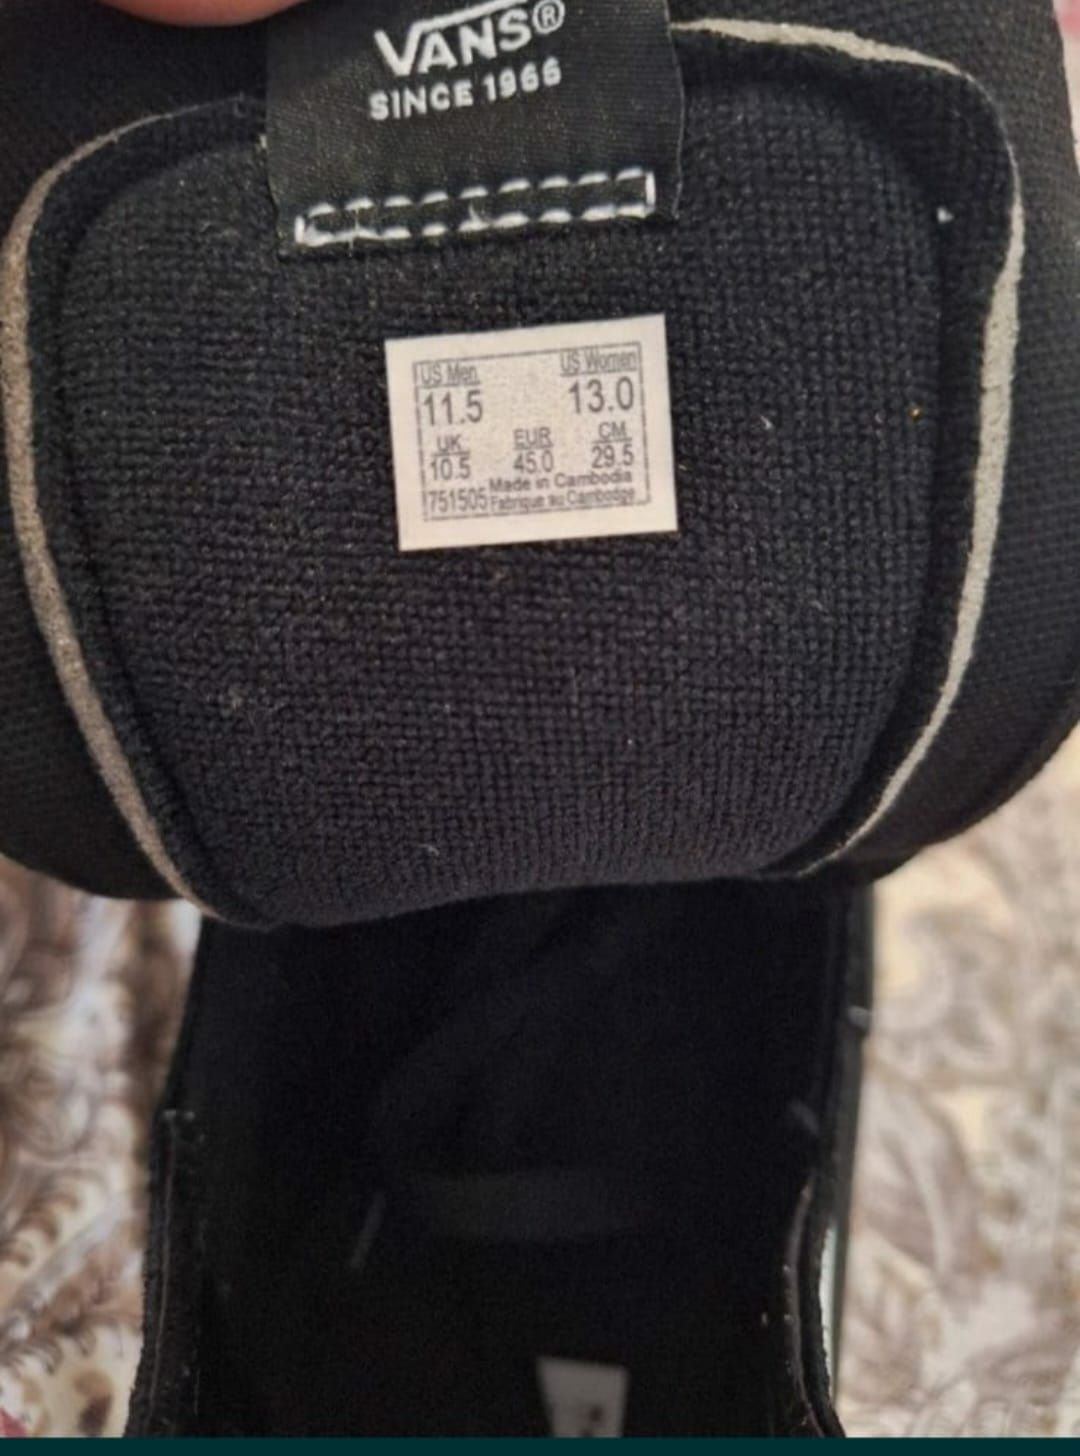 VANS®
SINCE 1966
US Men US Women
11.5 13.0
UK EUR CM
10.5 45.0 29.5
Made in Cambodia
751505 Fabrique au Cambodge